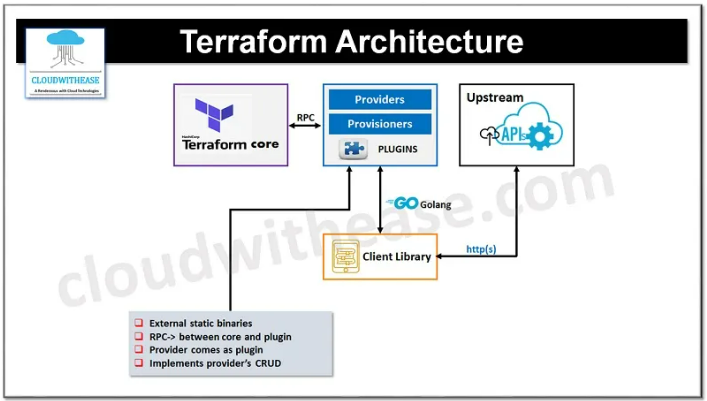 Terraform Architecture
CLOUDWITHEASE
A Rendezvous with Cloud Technologies
HashiCorp
Terraform core
RPC
Providers
Provisioners
PLUGINS
Upstream
APIs
GO Golang
Client Library
http(s)
cloudwithease.com
External static binaries
RPC-> between core and plugin
Provider comes as plugin
Implements provider's CRUD